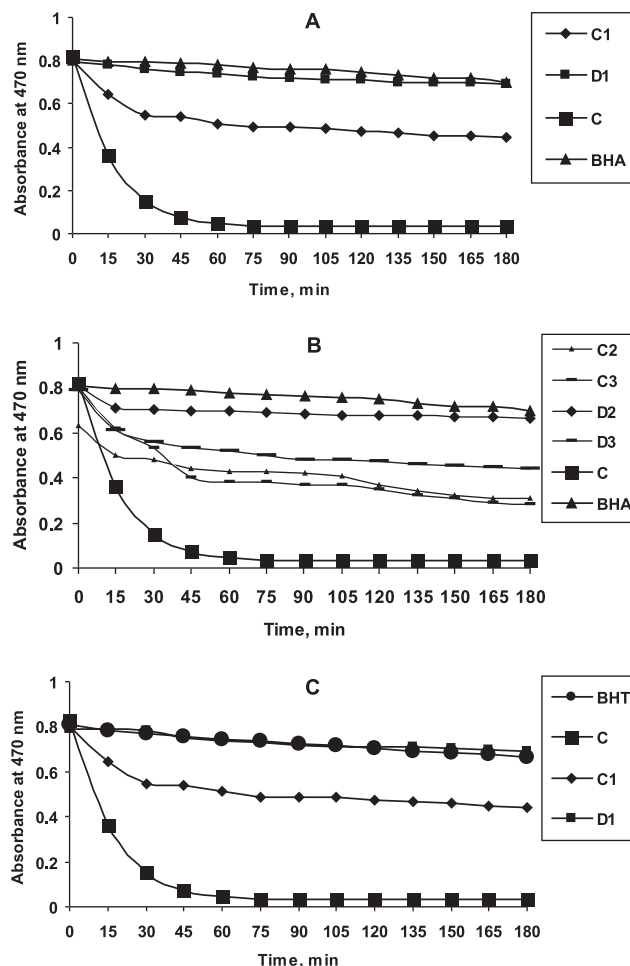 A
Absorbance at 470 nm
1
0.8
0.6
0.4
0.2
0
0 15 30 45 60 75 90 105 120 135 150 165 180
Time, min
C1
D1
C
BHA
B
Absorbance at 470 nm
1
0.8
0.6
0.4
0.2
0
0 15 30 45 60 75 90 105 120 135 150 165 180
Time, min
C2
C3
D2
D3
C
BHA
C
Absorbance at 470 nm
1
0.8
0.6
0.4
0.2
0
0 15 30 45 60 75 90 105 120 135 150 165 180
Time, min
BHT
C
C1
D1